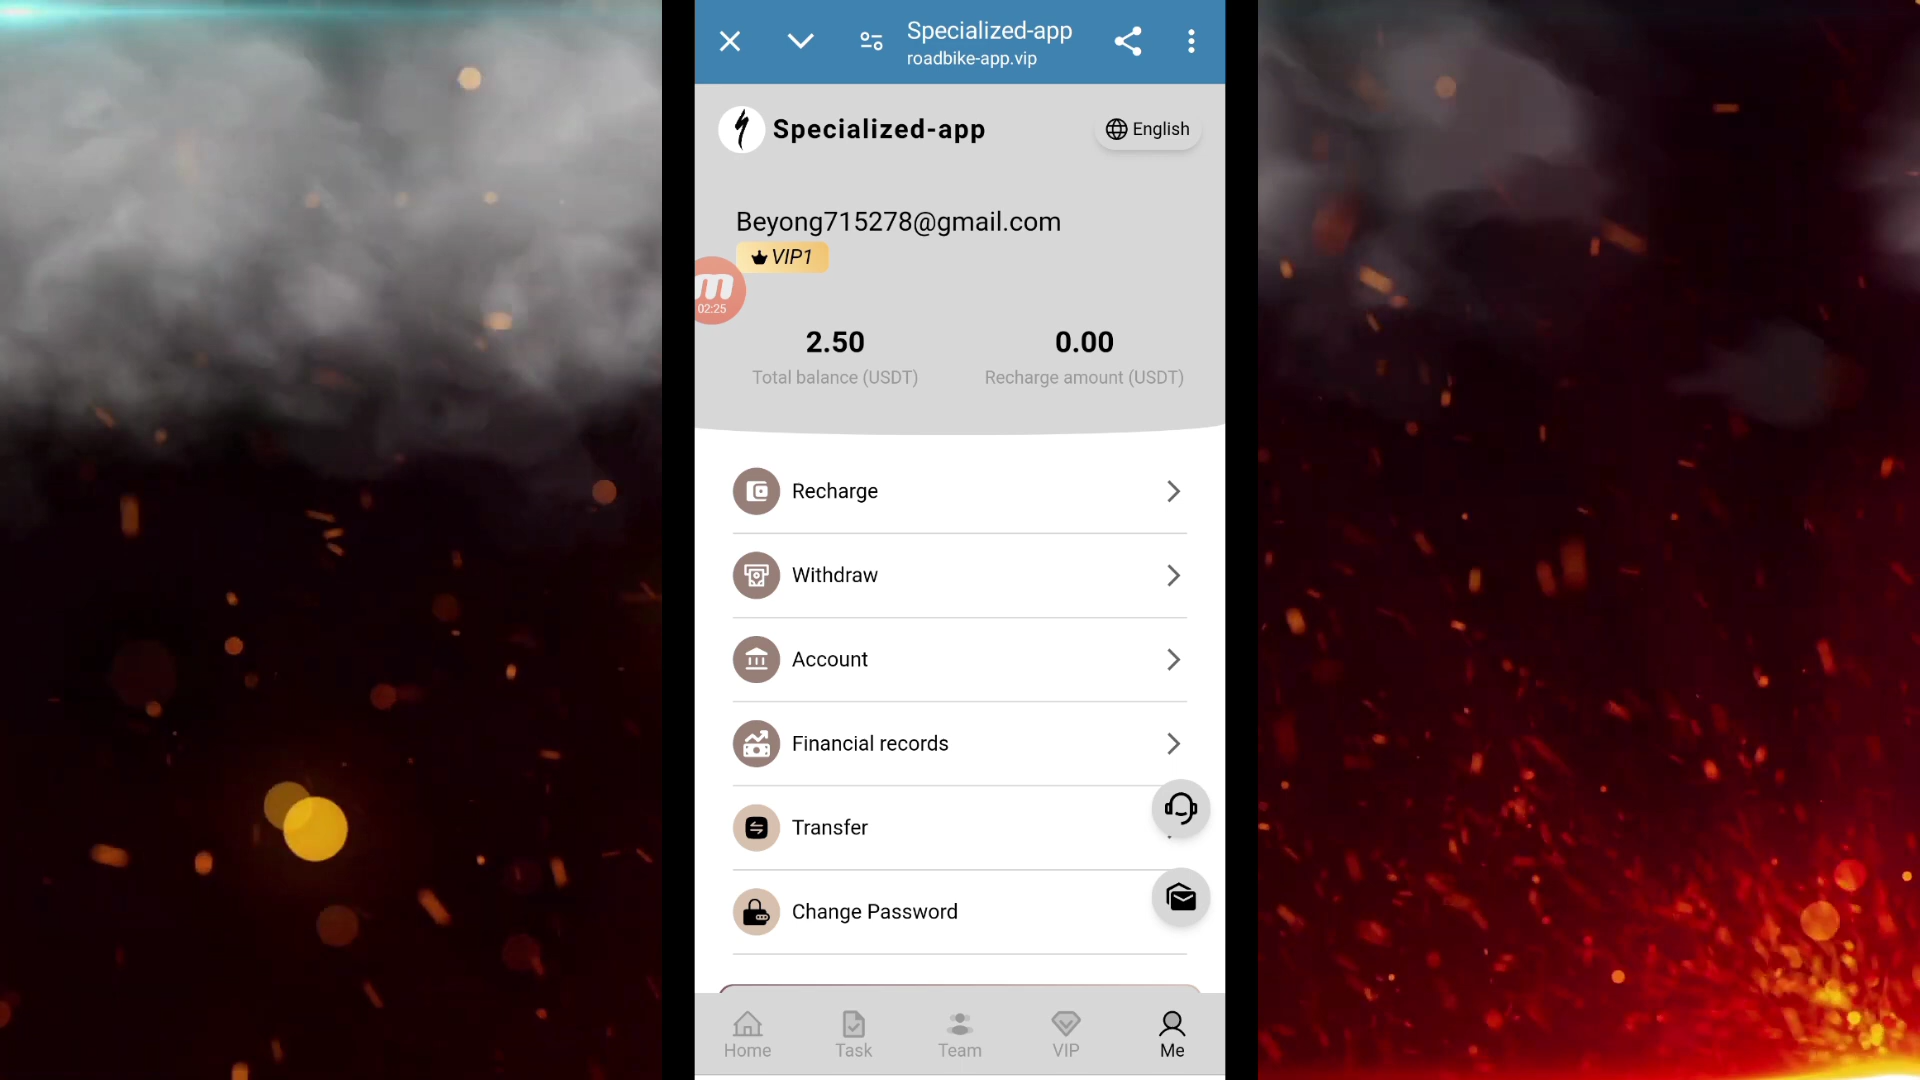 Specialized-app
roadbike-app.vip
Specialized-app
English
Beyong715278@gmail.com
VIP1
m
02:25
2.50
0.00
Total balance (USDT)
Recharge amount (USDT)
Recharge
Withdraw
Account
Financial records
Transfer
Change Password
Home
Task
Team
VIP
Me